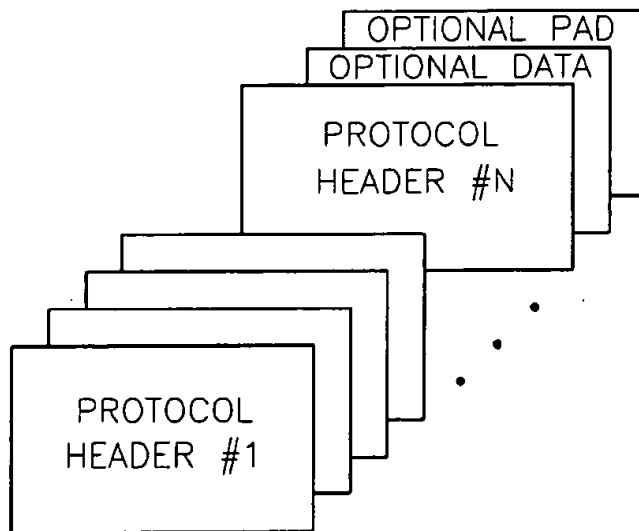 OPTIONAL PAD
OPTIONAL DATA
PROTOCOL
HEADER #N
PROTOCOL
HEADER #1